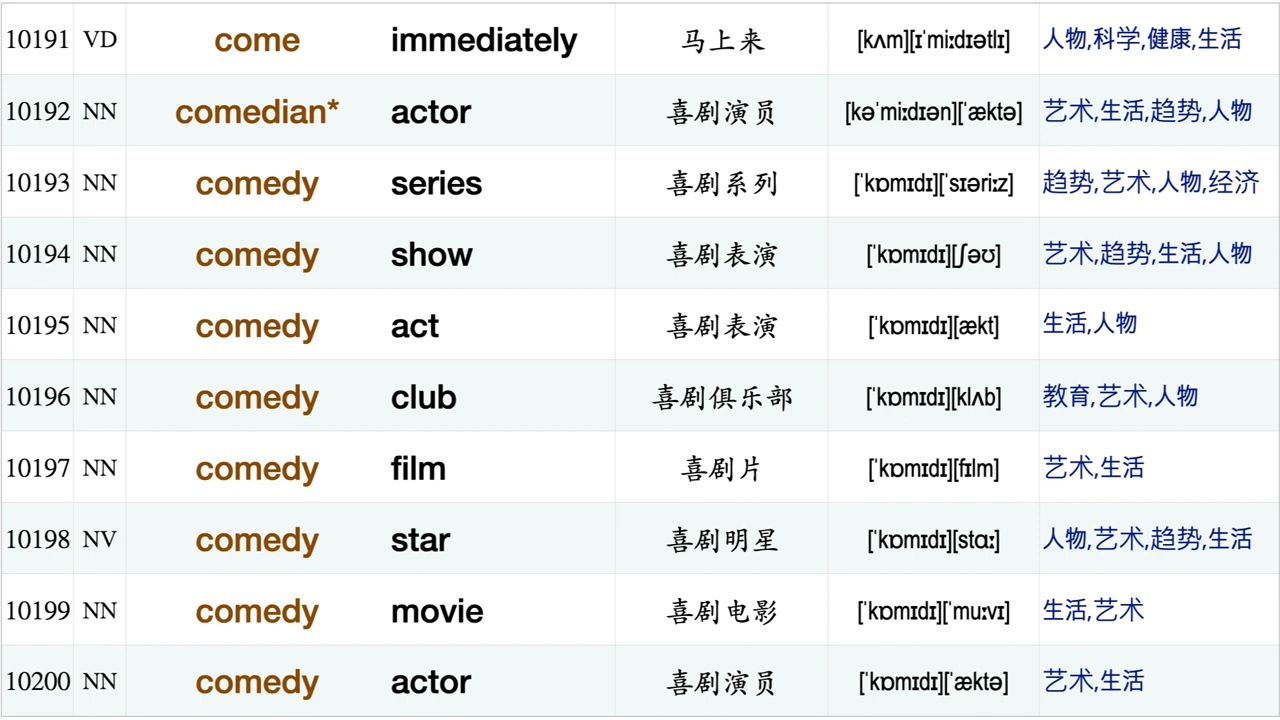 10191 VD come immediately 马上来 [kʌm][ɪˈmiːdɪətlɪ] 人物,科学,健康,生活
10192 NN comedian* actor 喜剧演员 [kəˈmiːdɪən][ˈæktə] 艺术,生活,趋势,人物
10193 NN comedy series 喜剧系列 [ˈkɒmɪdɪ][ˈsɪəriːz] 趋势,艺术,人物,经济
10194 NN comedy show 喜剧表演 [ˈkɒmɪdɪ][ʃəʊ] 艺术,趋势,生活,人物
10195 NN comedy act 喜剧表演 [ˈkɒmɪdɪ][ækt] 生活,人物
10196 NN comedy club 喜剧俱乐部 [ˈkɒmɪdɪ][klʌb] 教育,艺术,人物
10197 NN comedy film 喜剧片 [ˈkɒmɪdɪ][fɪlm] 艺术,生活
10198 NV comedy star 喜剧明星 [ˈkɒmɪdɪ][stɑː] 人物,艺术,趋势,生活
10199 NN comedy movie 喜剧电影 [ˈkɒmɪdɪ][ˈmuːvɪ] 生活,艺术
10200 NN comedy actor 喜剧演员 [ˈkɒmɪdɪ][ˈæktə] 艺术,生活